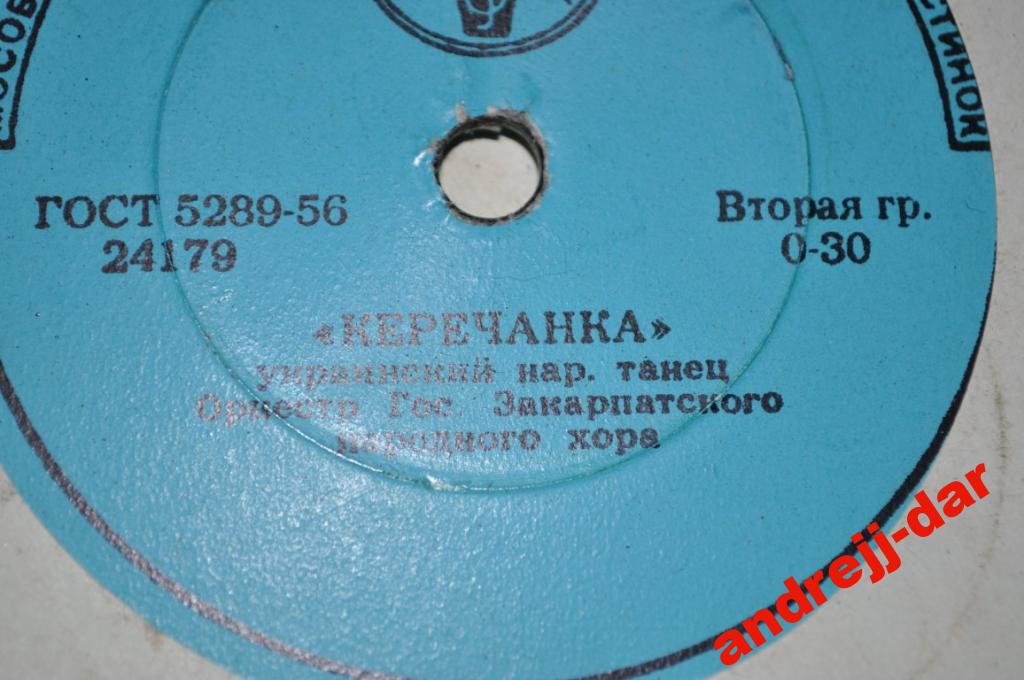 ГОСТ 5289-56
24179
Вторая гр.
0-30
«КЕРЕЧАНКА»
украинский нар. танец
Оркестр Гос. Закарпатского
народного хора
andrejj-dar